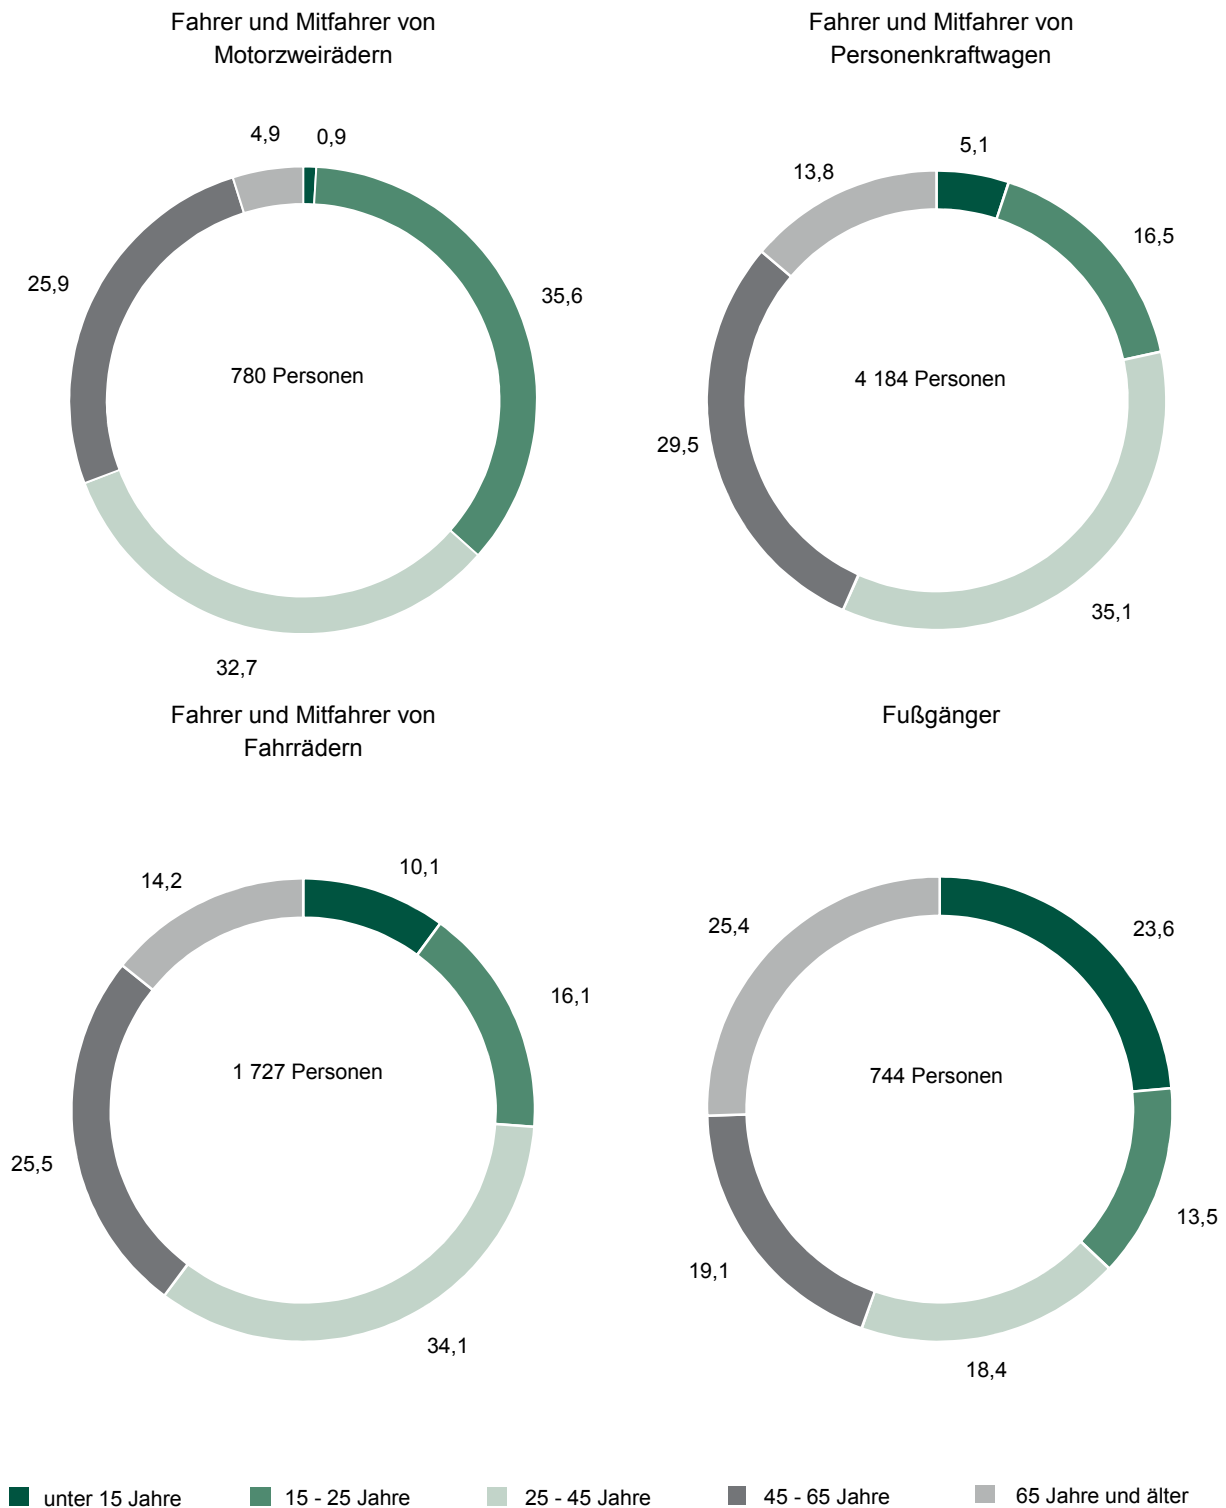 Fahrer und Mitfahrer von
Motorzweirädern
4,9
0,9
35,6
25,9
780 Personen
32,7
Fahrer und Mitfahrer von
Personenkraftwagen
5,1
13,8
16,5
4 184 Personen
29,5
35,1
Fahrer und Mitfahrer von
Fahrrädern
10,1
14,2
16,1
1 727 Personen
25,5
34,1
Fußgänger
25,4
23,6
744 Personen
13,5
19,1
18,4
unter 15 Jahre
15 - 25 Jahre
25 - 45 Jahre
45 - 65 Jahre
65 Jahre und älter